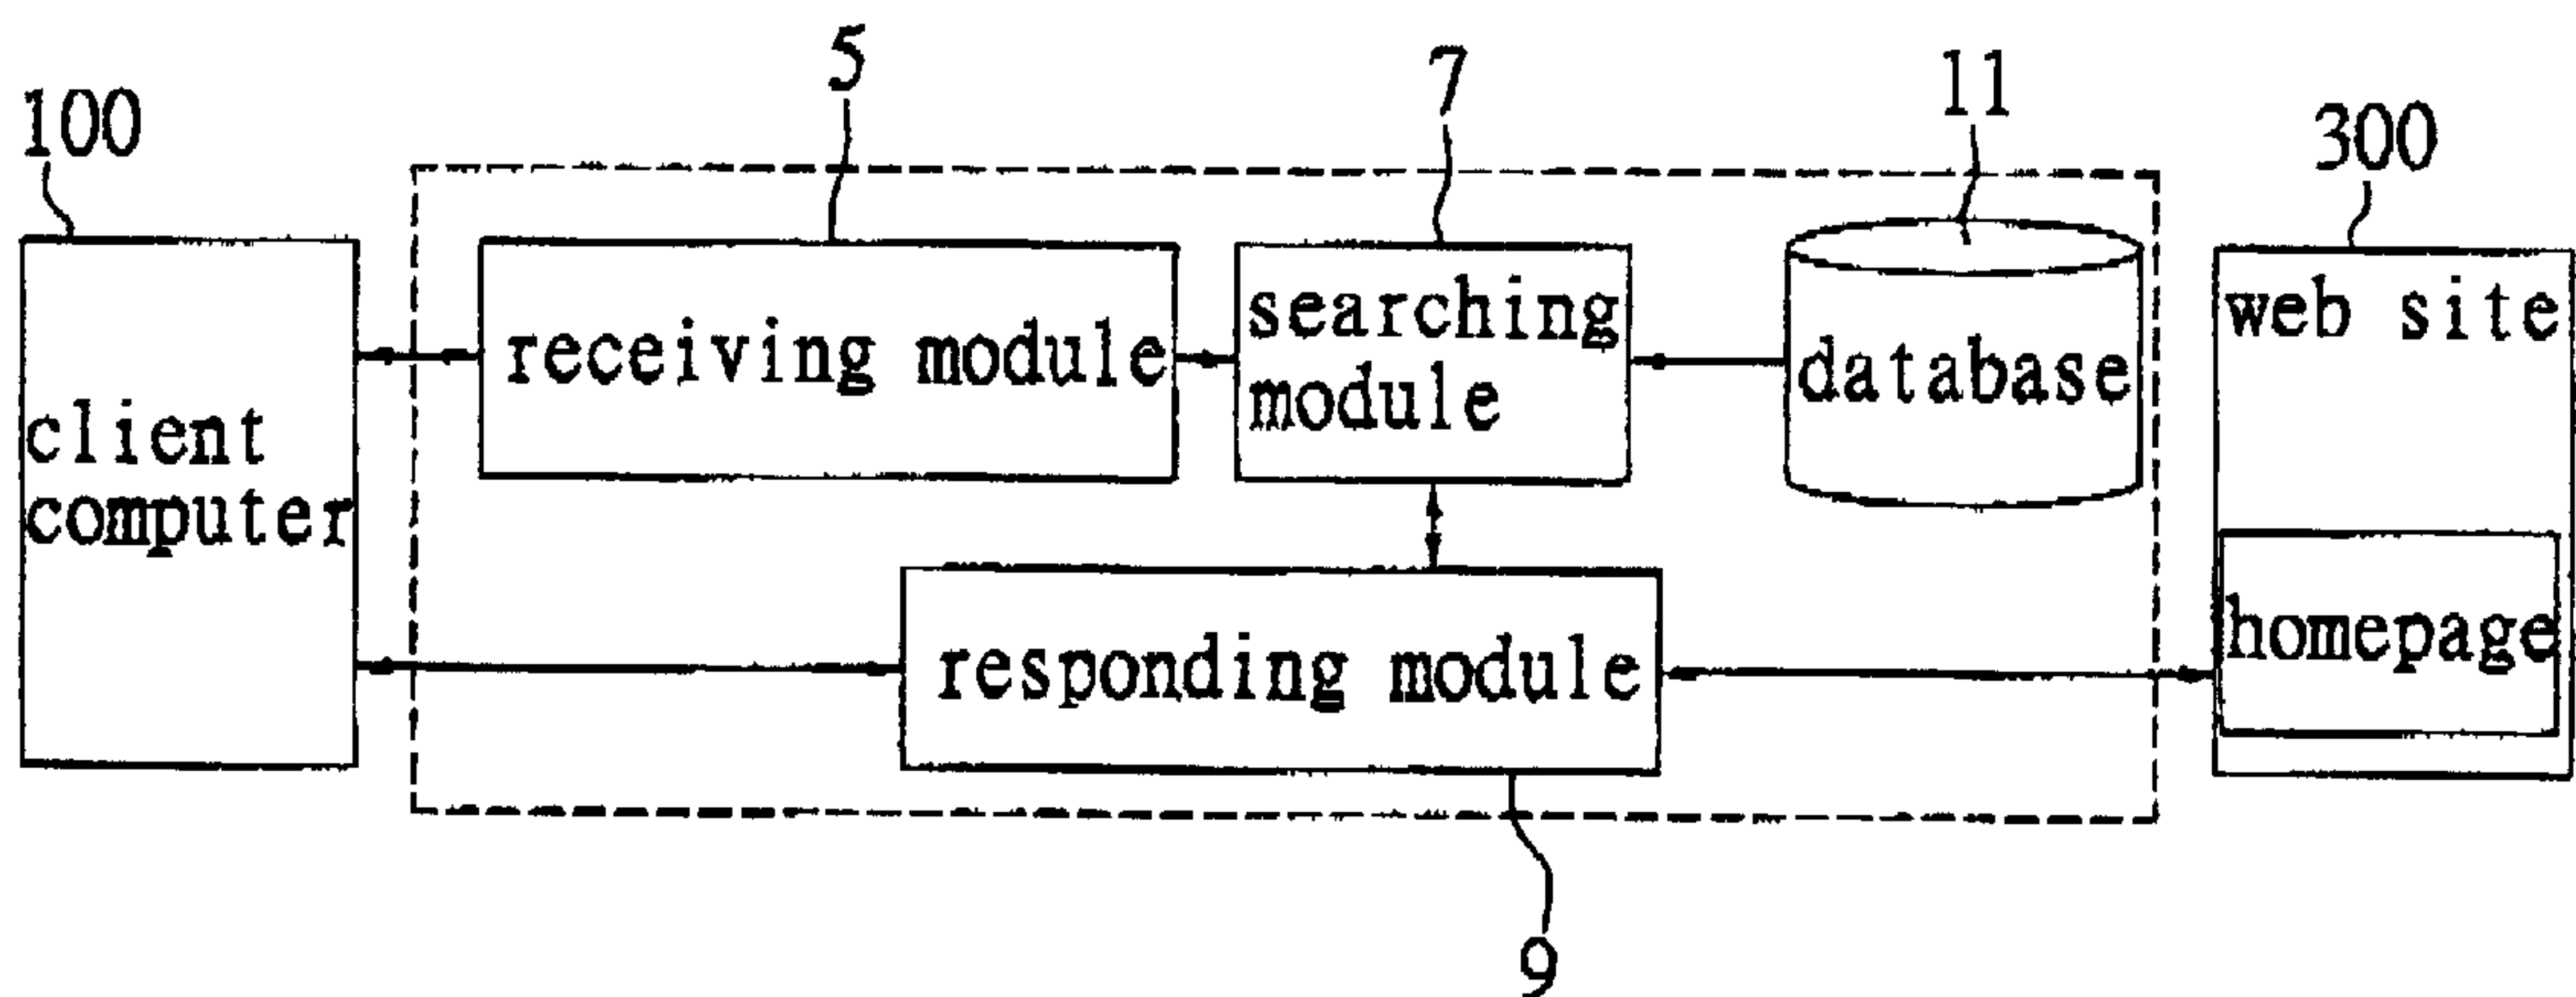 5
7
11
100
300
receiving module
searching
module
database
web site
client
computer
responding module
homepage
9